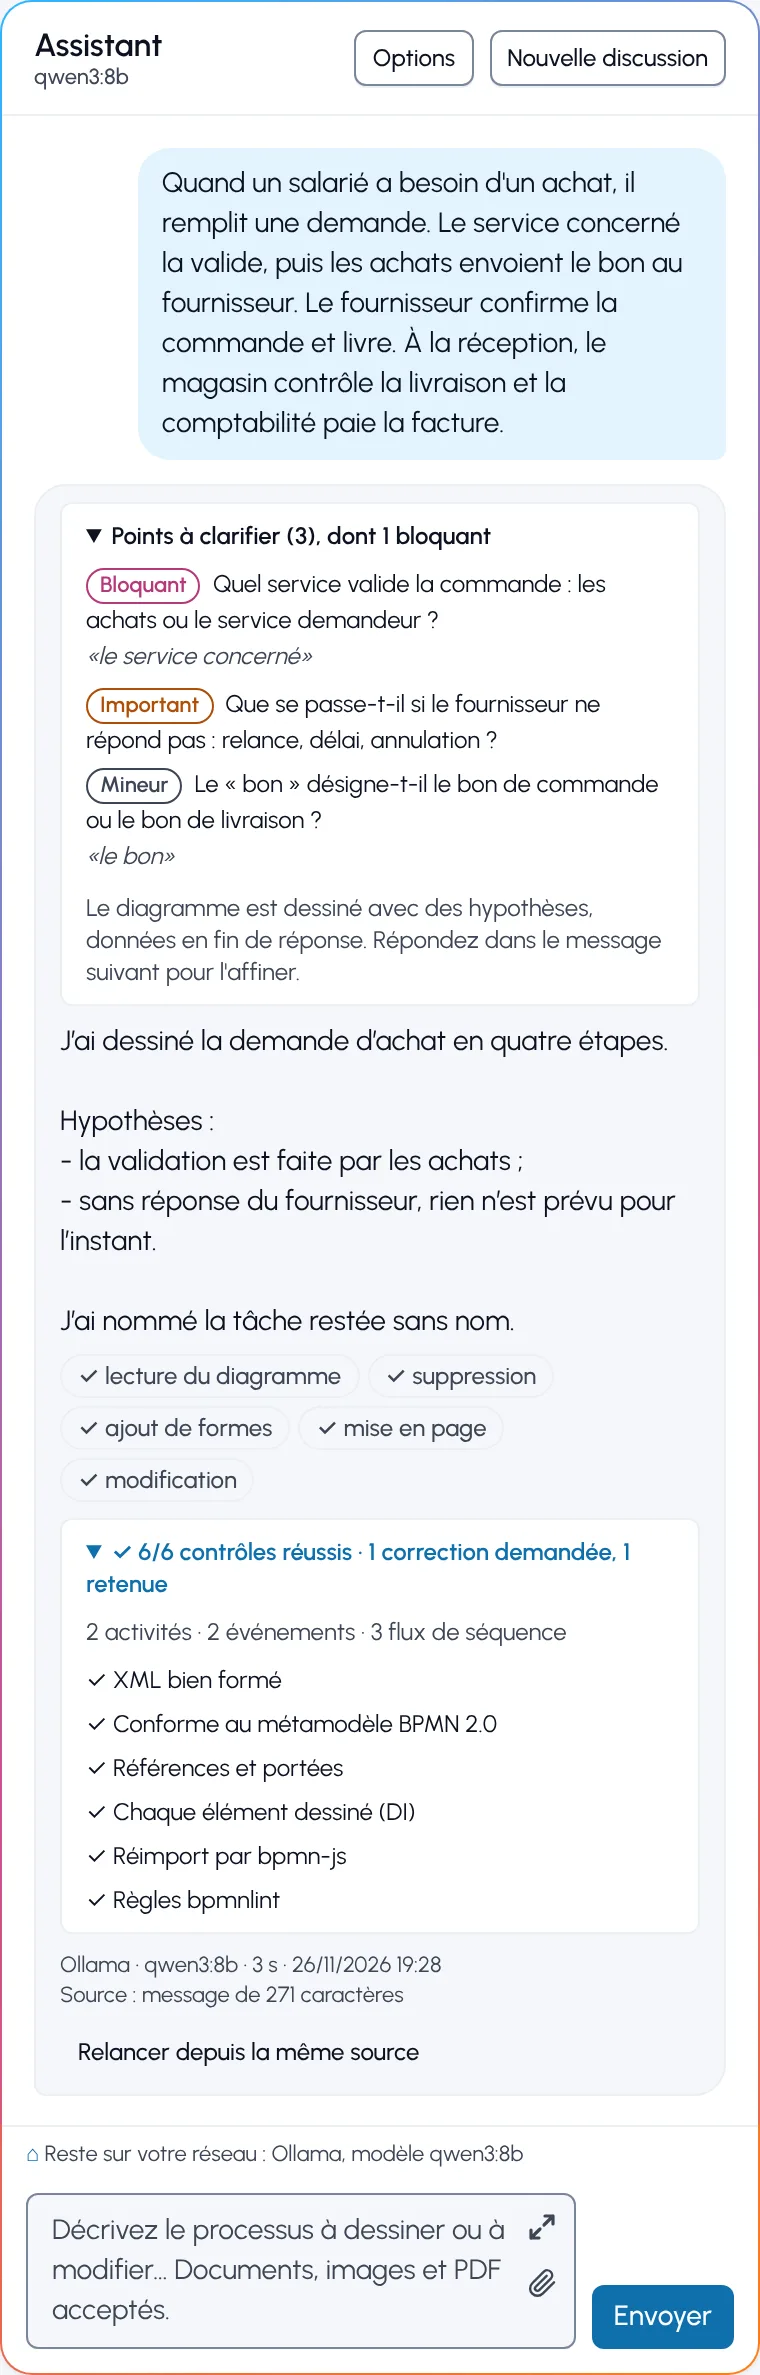 Assistant
qwen3:8b
Options
Nouvelle discussion
Quand un salarié a besoin d'un achat, il
remplit une demande. Le service concerné
la valide, puis les achats envoient le bon au
fournisseur. Le fournisseur confirme la
commande et livre. À la réception, le
magasin contrôle la livraison et la
comptabilité paie la facture.
▼ Points à clarifier (3), dont 1 bloquant
Bloquant Quel service valide la commande : les
achats ou le service demandeur ?
«le service concerné»
Important Que se passe-t-il si le fournisseur ne
répond pas : relance, délai, annulation ?
Mineur Le « bon » désigne-t-il le bon de commande
ou le bon de livraison ?
«le bon»
Le diagramme est dessiné avec des hypothèses,
données en fin de réponse. Répondez dans le message
suivant pour l'affiner.
J’ai dessiné la demande d’achat en quatre étapes.
Hypothèses :
- la validation est faite par les achats ;
- sans réponse du fournisseur, rien n’est prévu pour
l’instant.
J’ai nommé la tâche restée sans nom.
✓ lecture du diagramme
✓ suppression
✓ ajout de formes
✓ mise en page
✓ modification
▼ ✓ 6/6 contrôles réussis · 1 correction demandée, 1
retenue
2 activités · 2 événements · 3 flux de séquence
✓ XML bien formé
✓ Conforme au métamodèle BPMN 2.0
✓ Références et portées
✓ Chaque élément dessiné (DI)
✓ Réimport par bpmn-js
✓ Règles bpmnlint
Ollama · qwen3:8b · 3 s · 26/11/2026 19:28
Source : message de 271 caractères
Relancer depuis la même source
⌂ Reste sur votre réseau : Ollama, modèle qwen3:8b
Décrivez le processus à dessiner ou à
modifier… Documents, images et PDF
acceptés.
Envoyer